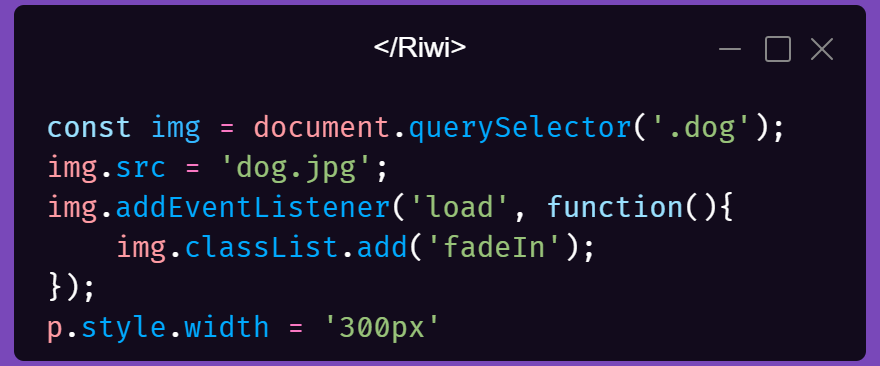 </Riwi>
const img = document.querySelector('.dog');
img.src = 'dog.jpg';
img.addEventListener('load', function(){
    img.classList.add('fadeIn');
});
p.style.width = '300px'